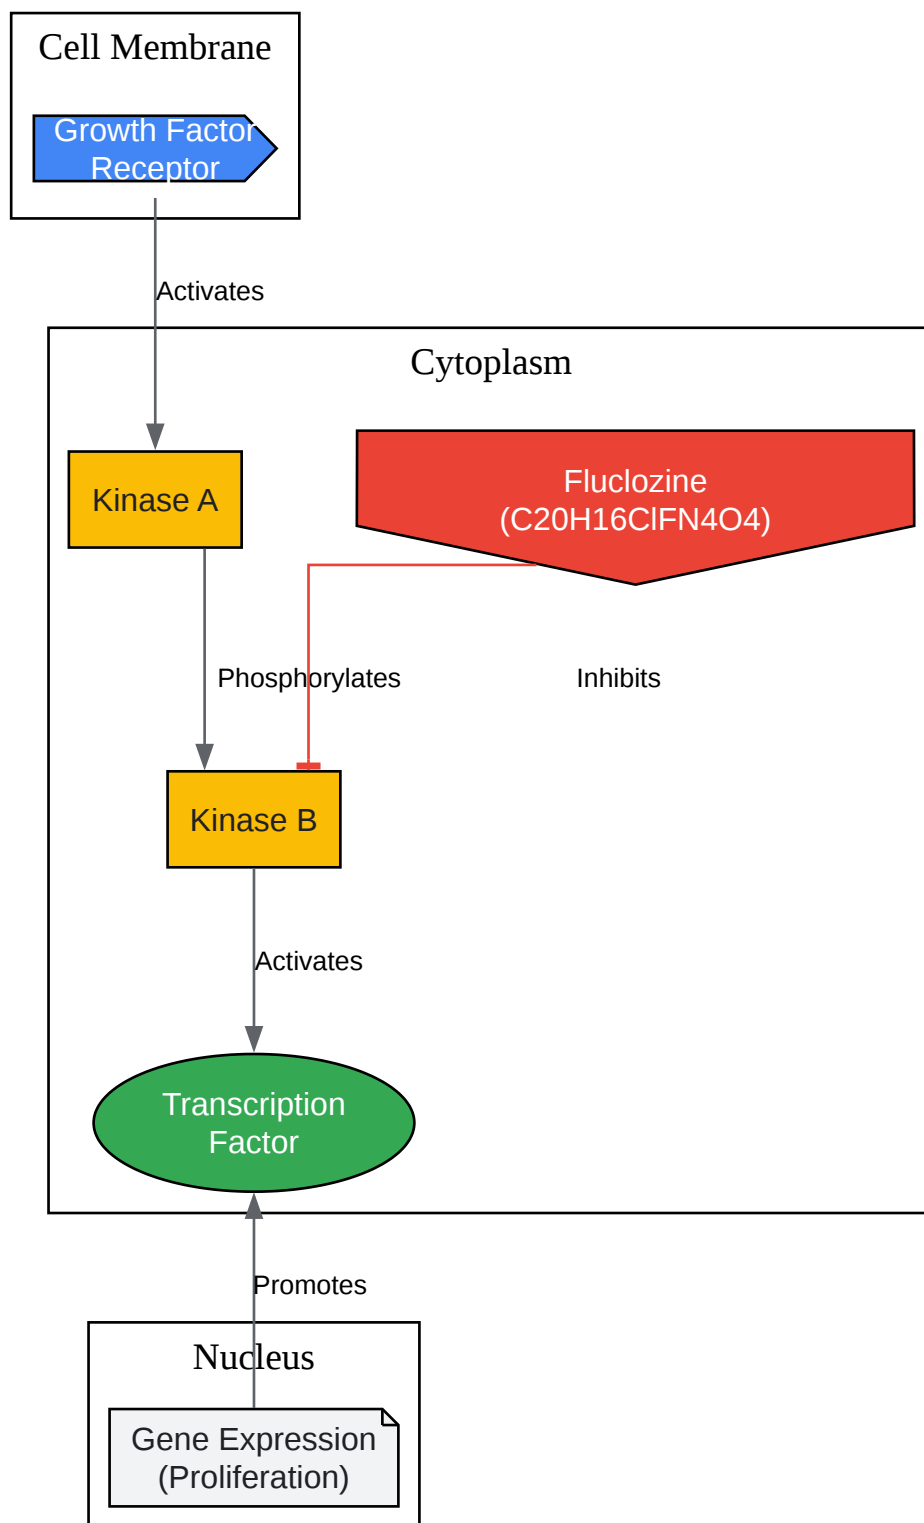 Cell Membrane
Growth Factor
Receptor
Activates
Cytoplasm
Kinase A
Fluclozine
(C20H16ClFN4O4)
Phosphorylates
Inhibits
Kinase B
Activates
Transcription
Factor
Promotes
Nucleus
Gene Expression
(Proliferation)